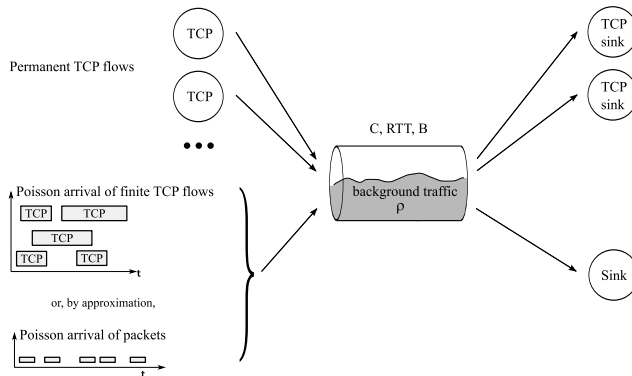 TCP
TCP
sink
Permanent TCP flows
TCP
TCP
sink
C, RTT, B
background traffic
ρ
Poisson arrival of finite TCP flows
TCP
TCP
TCP
TCP
TCP
t
or, by approximation,
Poisson arrival of packets
t
Sink